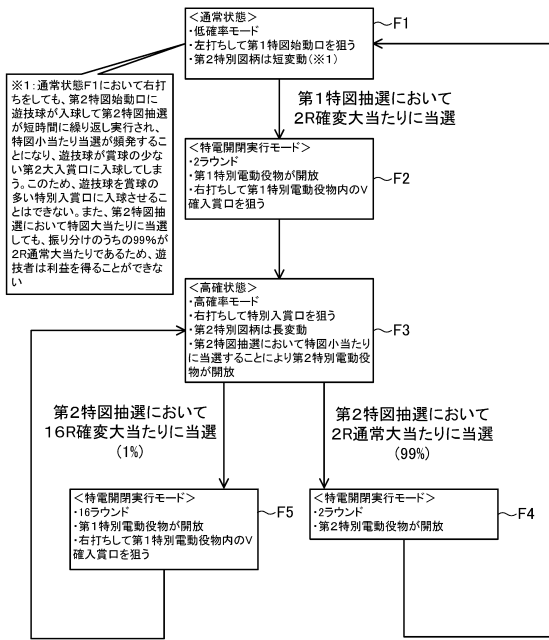 ＜通常状態＞
・低確率モード
・左打ちして第1特図始動口を狙う
・第2特別図柄は短変動(※1)
F1
※1：通常状態F1において右打
ちをしても、第2特図始動口に
遊技球が入球して第2特図抽選
が短時間に繰り返し実行され、
特図小当たり当選が頻発するこ
とになり、遊技球が賞球の少な
い第2大入賞口に入球してしま
う。このため、遊技球を賞球の
多い特別入賞口に入球させること
はできない。また、第2特図抽
選において特図大当たりに当選
しても、振り分けのうちの99%が
2R通常大当たりであるため、遊
技者は利益を得ることができな
い
第1特図抽選において
2R確変大当たりに当選
＜特電開閉実行モード＞
・2ラウンド
・第1特別電動役物が開放
・右打ちして第1特別電動役物内のV
確入賞口を狙う
F2
＜高確状態＞
・高確率モード
・右打ちして特別入賞口を狙う
・第2特別図柄は長変動
・第2特図抽選において特図小当たり
に当選することにより第2特別電動役
物が開放
F3
第2特図抽選において
16R確変大当たりに当選
(1%)
第2特図抽選において
2R通常大当たりに当選
(99%)
＜特電開閉実行モード＞
・16ラウンド
・第1特別電動役物が開放
・右打ちして第1特別電動役物内のV
確入賞口を狙う
F5
＜特電開閉実行モード＞
・2ラウンド
・第2特別電動役物が開放
F4